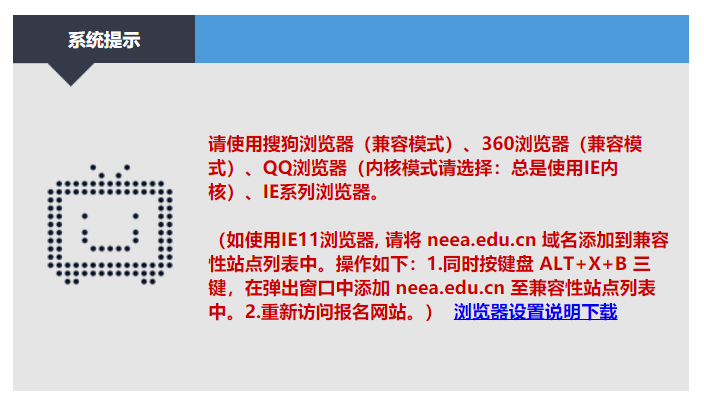 系统提示
请使用搜狗浏览器（兼容模式）、360浏览器（兼容模
式）、QQ浏览器（内核模式请选择：总是使用IE内
核）、IE系列浏览器。
（如使用IE11浏览器, 请将 neea.edu.cn 域名添加到兼容
性站点列表中。操作如下：1.同时按键盘 ALT+X+B 三
键，在弹出窗口中添加 neea.edu.cn 至兼容性站点列表
中。2.重新访问报名网站。） 浏览器设置说明下载